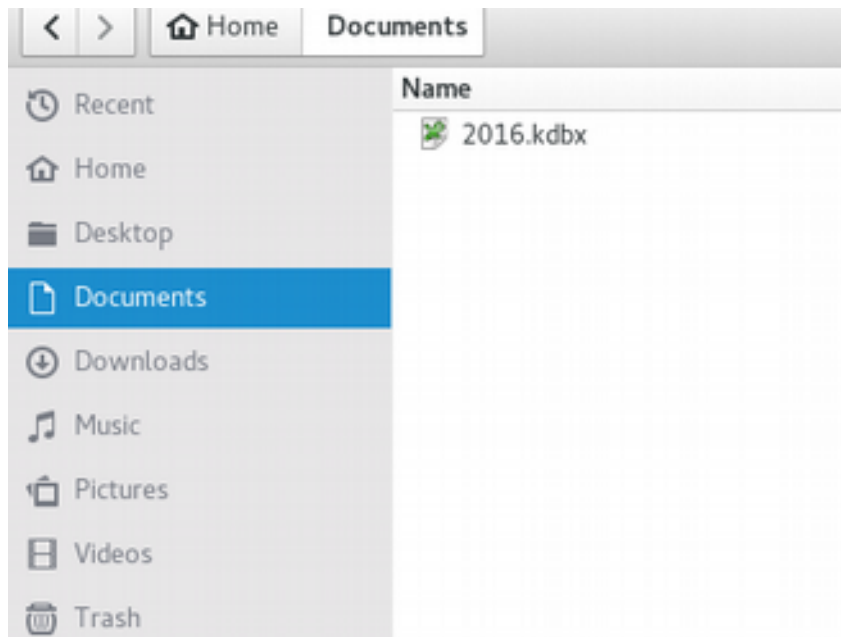 Home Documents
Name
2016.kdbx
Recent
Home
Desktop
Documents
Downloads
Music
Pictures
Videos
Trash